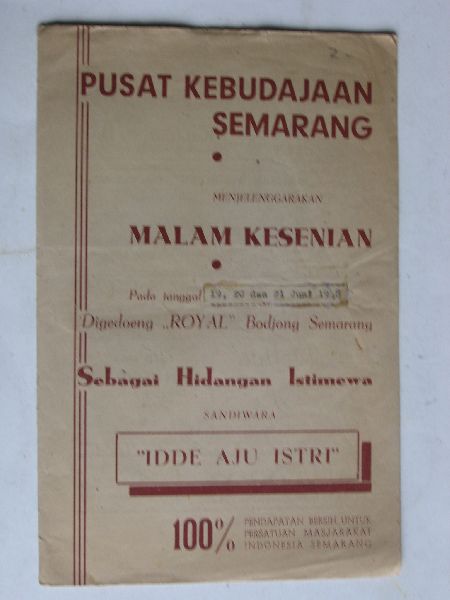 PUSAT KEBUDAJAAN
SEMARANG
MENJELENGGARAKAN
MALAM KESENIAN
Pada tanggal 19, 20 dan 21 Juni
Digedoeng „ROYAL" Bodjong Semarang
Sebagai Hidangan Istimewa
SANDIWARA
"IDDE AJU ISTRI"
100% PENDAPATAN BERSIH UNTUK
PERSATUAN MASJARAKAT
INDONESIA SEMARANG